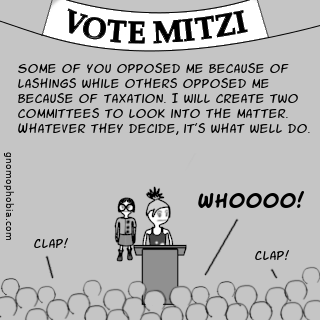 VOTE MITZI
SOME OF YOU OPPOSED ME BECAUSE OF
LASHINGS WHILE OTHERS OPPOSED ME
BECAUSE OF TAXATION. I WILL CREATE TWO
COMMITTEES TO LOOK INTO THE MATTER.
WHATEVER THEY DECIDE, IT'S WHAT WELL DO.
gnomophobia.com
WHOOOO!
CLAP!
CLAP!